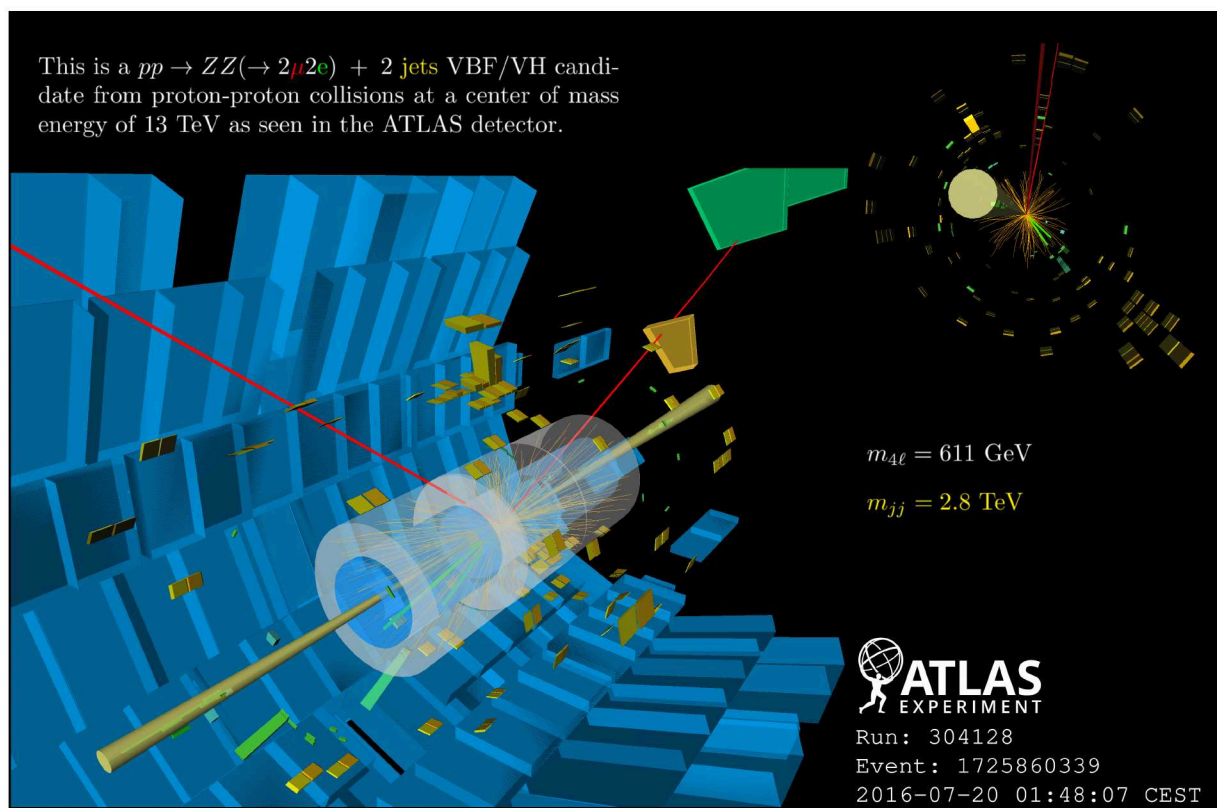 This is a pp → ZZ(→ 2μ2e) + 2 jets VBF/VH candi-
date from proton-proton collisions at a center of mass
energy of 13 TeV as seen in the ATLAS detector.
m4ℓ = 611 GeV
mjj = 2.8 TeV
ATLAS
EXPERIMENT
Run: 304128
Event: 1725860339
2016-07-20 01:48:07 CEST